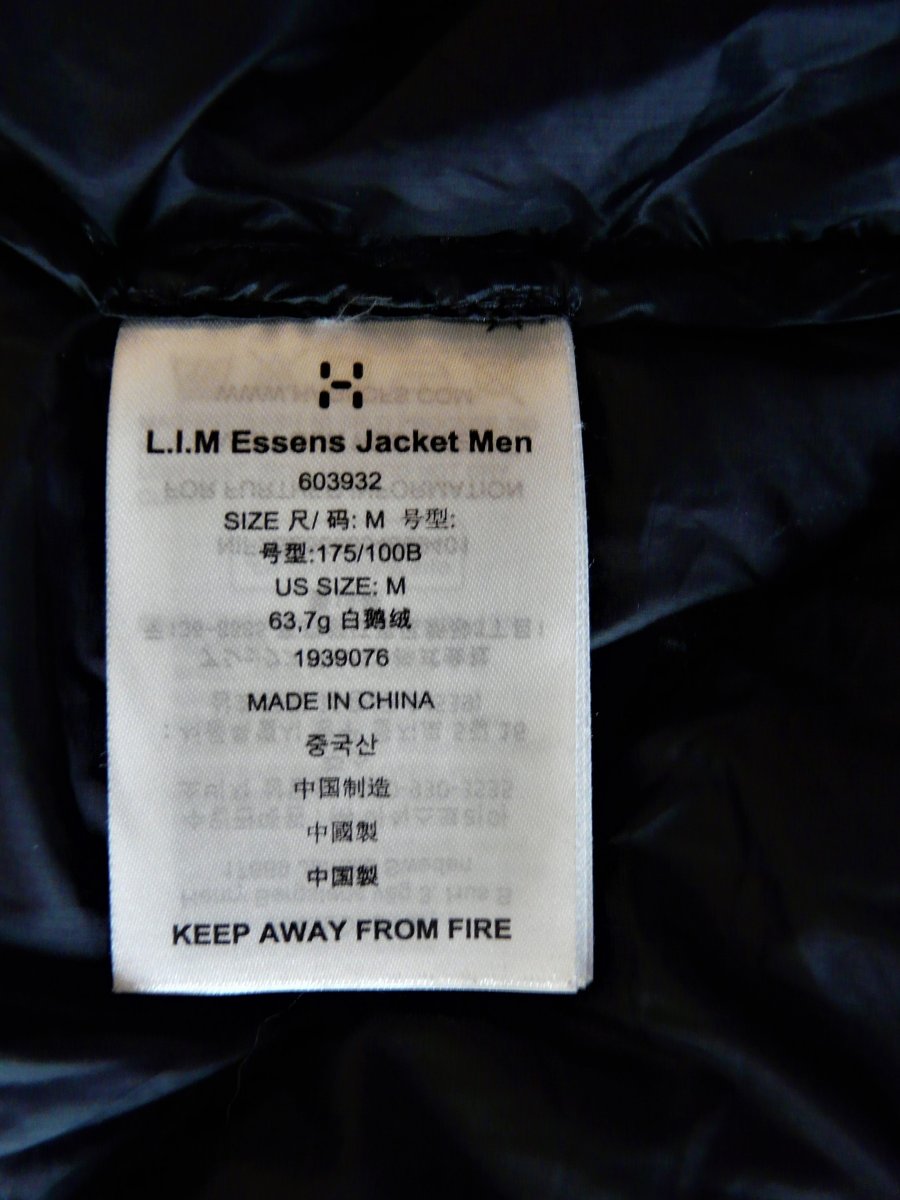 L.I.M Essens Jacket Men
603932
SIZE 尺/ 码: M 号型:
号型:175/100B
US SIZE: M
63,7g 白鹅绒
1939076
MADE IN CHINA
중국산
中国制造
中國製
中国製
KEEP AWAY FROM FIRE